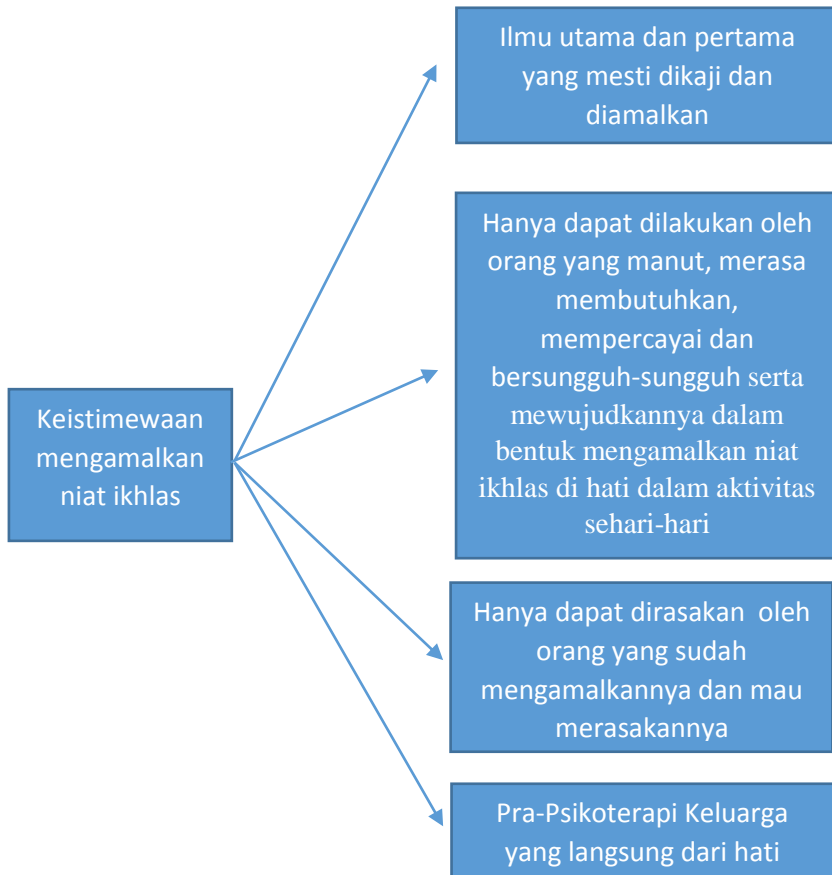 Ilmu utama dan pertama
yang mesti dikaji dan
diamalkan
Hanya dapat dilakukan oleh
orang yang manut, merasa
membutuhkan,
mempercayai dan
bersungguh-sungguh serta
mewujudkannya dalam
bentuk mengamalkan niat
ikhlas di hati dalam aktivitas
sehari-hari
Keistimewaan
mengamalkan
niat ikhlas
Hanya dapat dirasakan oleh
orang yang sudah
mengamalkannya dan mau
merasakannya
Pra-Psikoterapi Keluarga
yang langsung dari hati